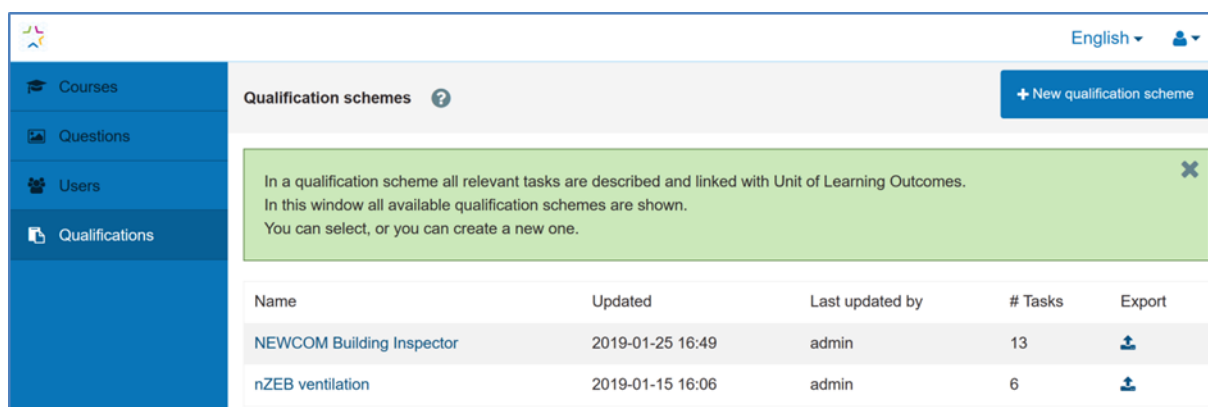 English
Courses
Qualification schemes ?
+ New qualification scheme
Questions
Users
In a qualification scheme all relevant tasks are described and linked with Unit of Learning Outcomes.
In this window all available qualification schemes are shown.
You can select, or you can create a new one.
Qualifications
Name Updated Last updated by # Tasks Export
NEWCOM Building Inspector 2019-01-25 16:49 admin 13
nZEB ventilation 2019-01-15 16:06 admin 6